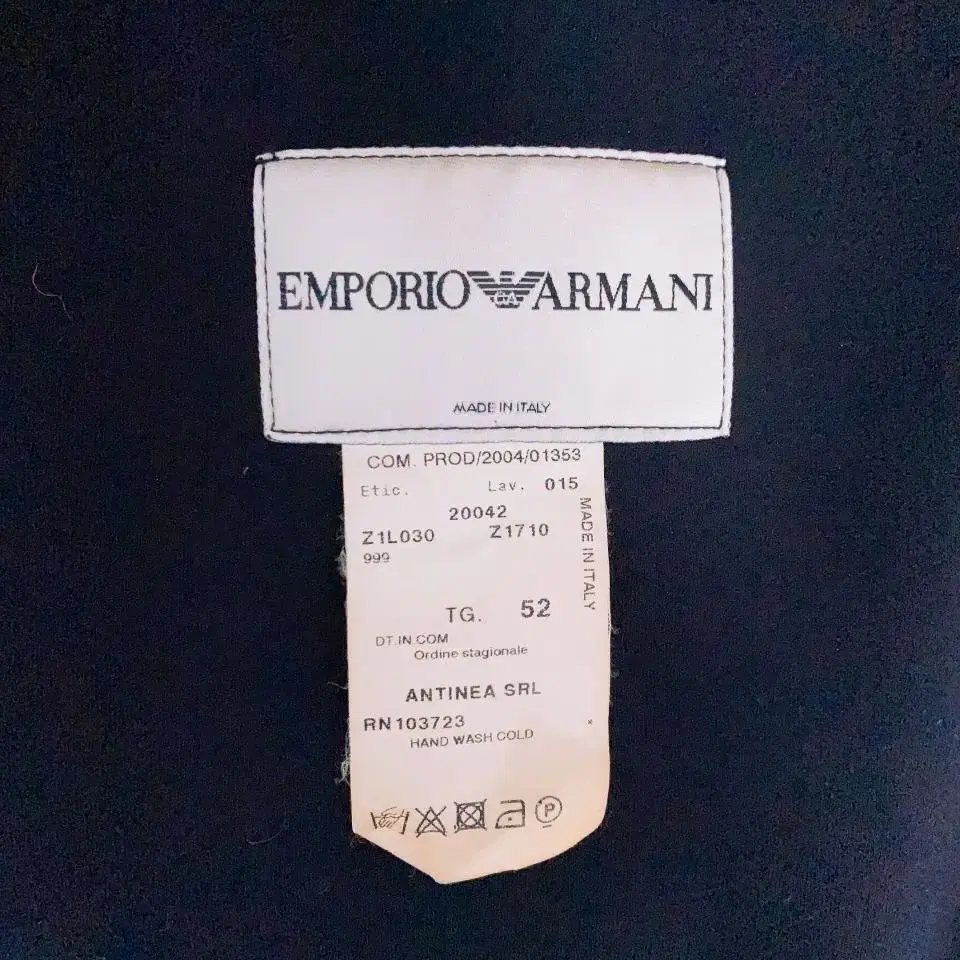 EMPORIO GA ARMANI
MADE IN ITALY
COM. PROD/2004/01353
Etic. Lav. 015
20042
Z1L030 Z1710
999
MADE IN ITALY
TG. 52
DT.IN.COM
Ordine stagionale
ANTINEA SRL
RN103723 *
HAND WASH COLD
P